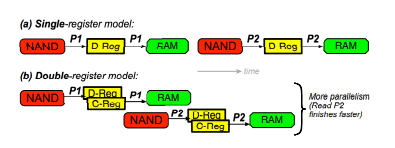 (a) Single-register model:
NAND P1 D Reg P1 RAM NAND P2 D Reg P2 RAM
time
(b) Double-register model:
NAND P1 D-Reg C-Reg P1 RAM
NAND P2 D-Reg C-Reg P2 RAM
More parallelism
(Read P2
finishes faster)